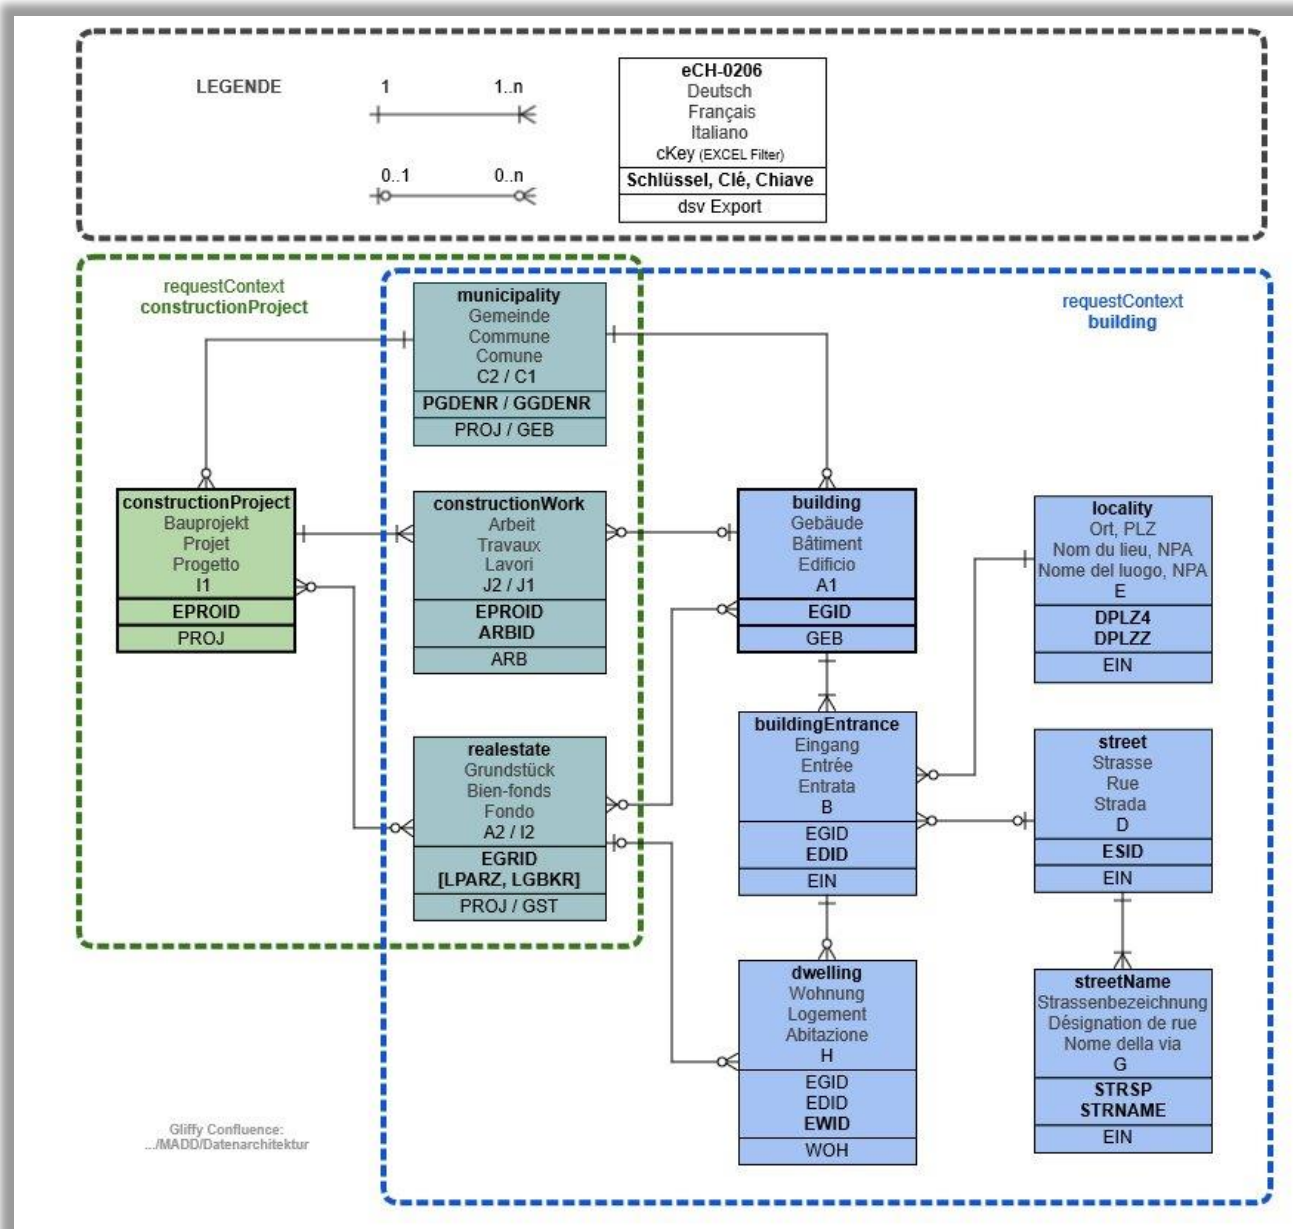 LEGENDE
1
1..n
0..1
0..n
eCH-0206
Deutsch
Français
Italiano
cKey (EXCEL Filter)
Schlüssel, Clé, Chiave
dsv Export
requestContext
constructionProject
requestContext
building
municipality
Gemeinde
Commune
Comune
C2 / C1
PGDENR / GGDENR
PROJ / GEB
constructionProject
Bauprojekt
Projet
Progetto
I1
EPROID
PROJ
constructionWork
Arbeit
Travaux
Lavori
J2 / J1
EPROID
ARBID
ARB
building
Gebäude
Bâtiment
Edificio
A1
EGID
GEB
locality
Ort, PLZ
Nom du lieu, NPA
Nome del luogo, NPA
E
DPLZ4
DPLZZ
EIN
realestate
Grundstück
Bien-fonds
Fondo
A2 / I2
EGRID
[LPARZ, LGBKR]
PROJ / GST
buildingEntrance
Eingang
Entrée
Entrata
B
EGID
EDID
EIN
street
Strasse
Rue
Strada
D
ESID
EIN
dwelling
Wohnung
Logement
Abitazione
H
EGID
EDID
EWID
WOH
streetName
Strassenbezeichnung
Désignation de rue
Nome della via
G
STRSP
STRNAME
EIN
Gliffy Confluence:
.../MADD/Datenarchitektur